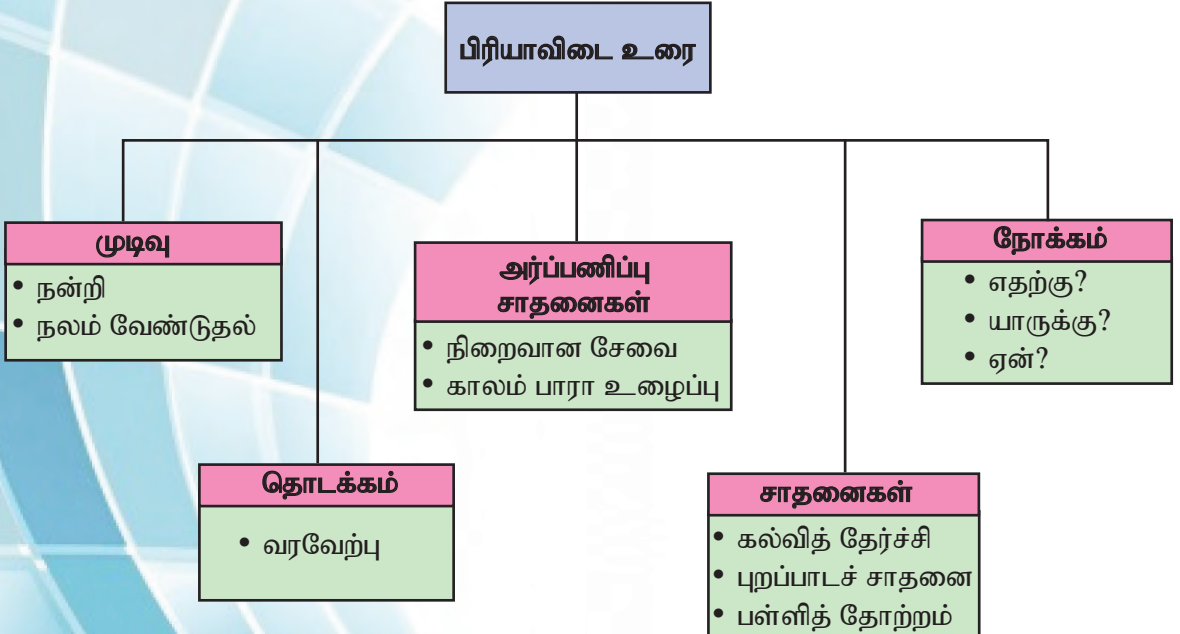 பிரியாவிடை உரை
முடிவு
• நன்றி
• நலம் வேண்டுதல்
அர்ப்பணிப்பு
சாதனைகள்
• நிறைவான சேவை
• காலம் பாரா உழைப்பு
நோக்கம்
• எதற்கு?
• யாருக்கு?
• ஏன்?
தொடக்கம்
• வரவேற்பு
சாதனைகள்
• கல்வித் தேர்ச்சி
• புறப்பாடச் சாதனை
• பள்ளித் தோற்றம்